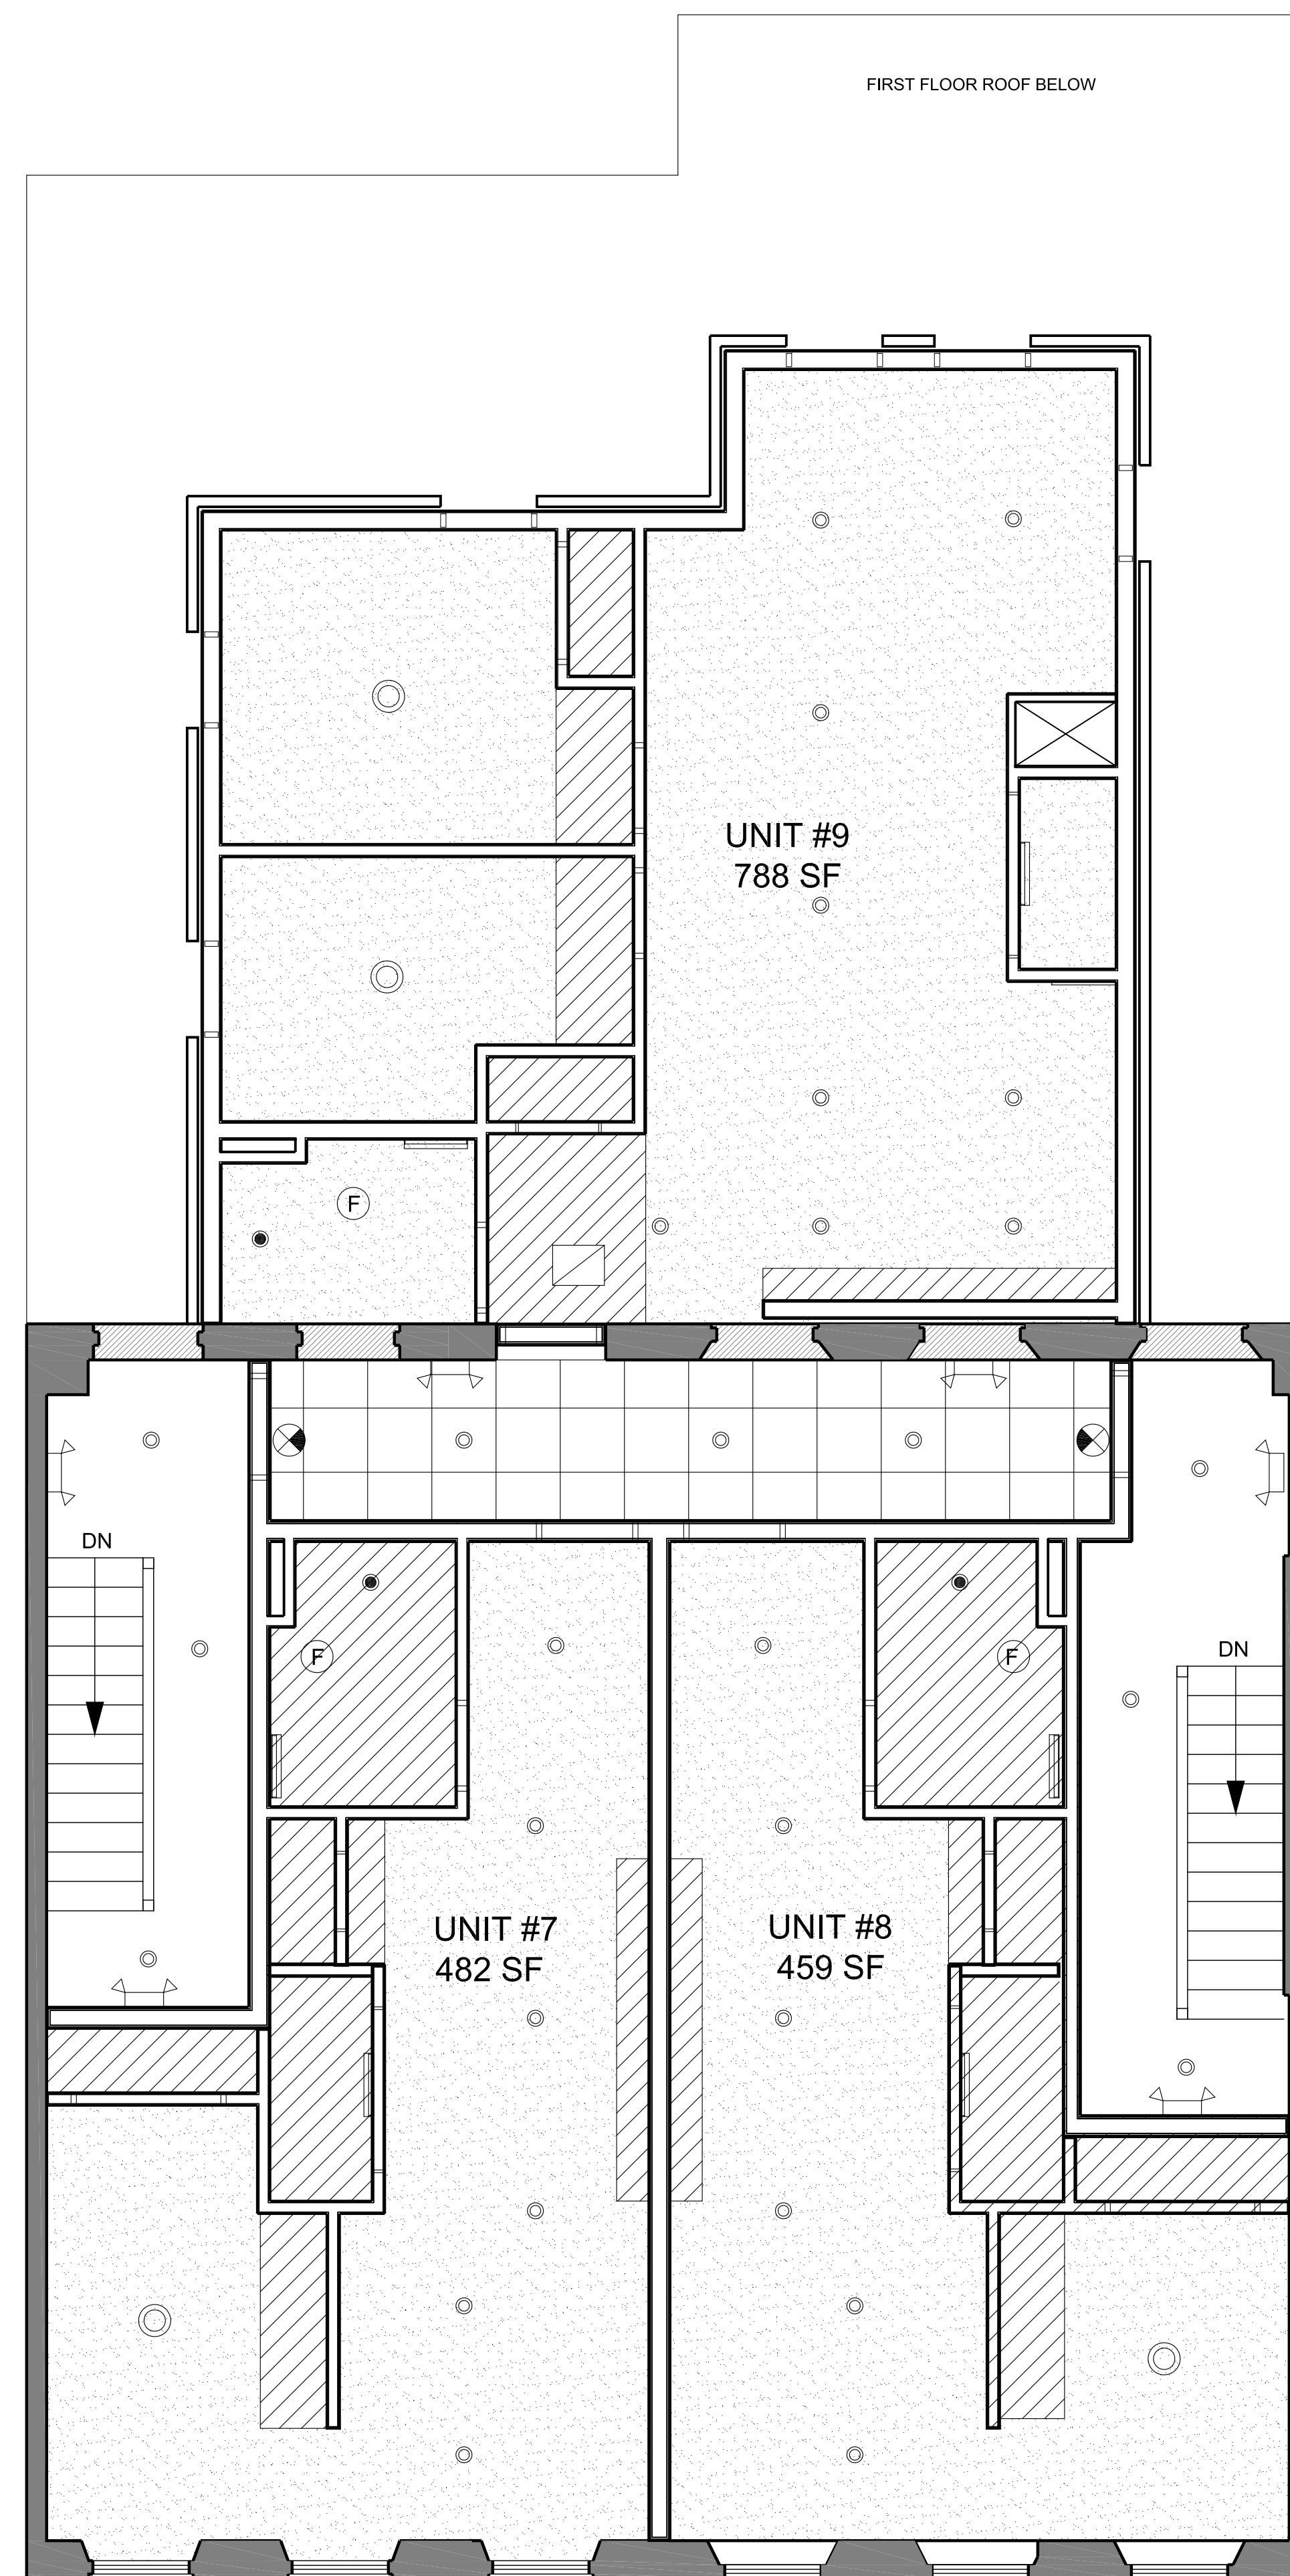 FIRST FLOOR ROOF BELOW
UNIT #9
788 SF
F
DN
F
F
DN
UNIT #7
482 SF
UNIT #8
459 SF